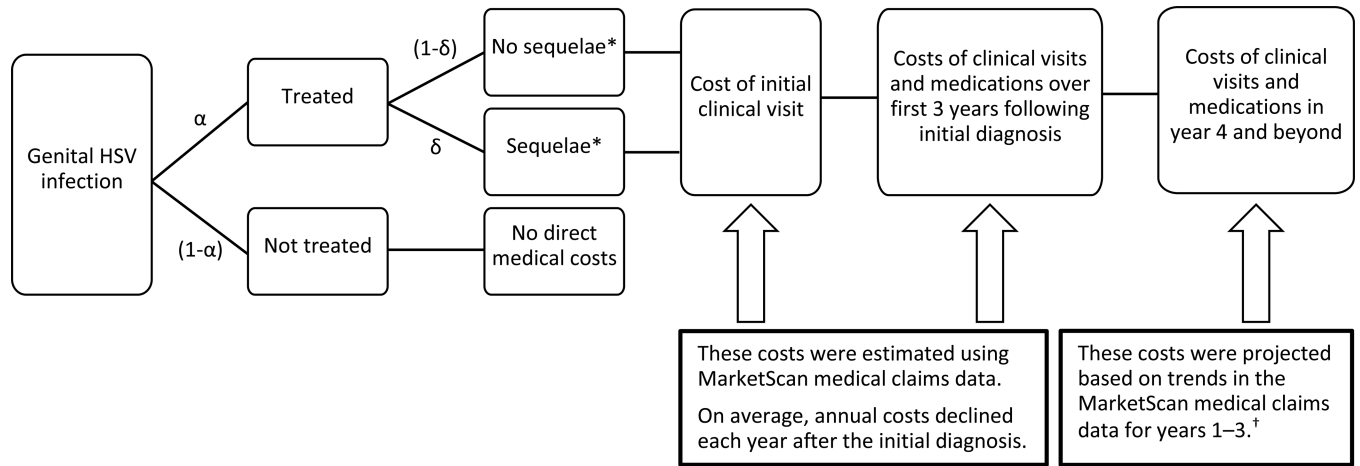 Genital HSV
infection
α
(1-α)
Treated
Not treated
(1-δ)
δ
No sequelae*
Sequelae*
No direct
medical costs
Cost of initial
clinical visit
Costs of clinical visits
and medications over
first 3 years following
initial diagnosis
Costs of clinical
visits and
medications in
year 4 and beyond
These costs were estimated using
MarketScan medical claims data.
On average, annual costs declined
each year after the initial diagnosis.
These costs were projected
based on trends in the
MarketScan medical claims
data for years 1–3.†